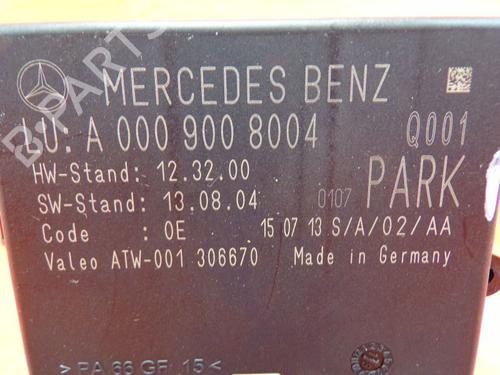 MERCEDES BENZ
A 000 900 8004 Q001
HW-Stand: 12.32.00
SW-Stand: 13.08.04 0107 PARK
Code : 0E 15 07 13 S/A/02/AA
Valeo ATW-001 306670 Made in Germany
>PA 66 GF 15<
B-PARTS